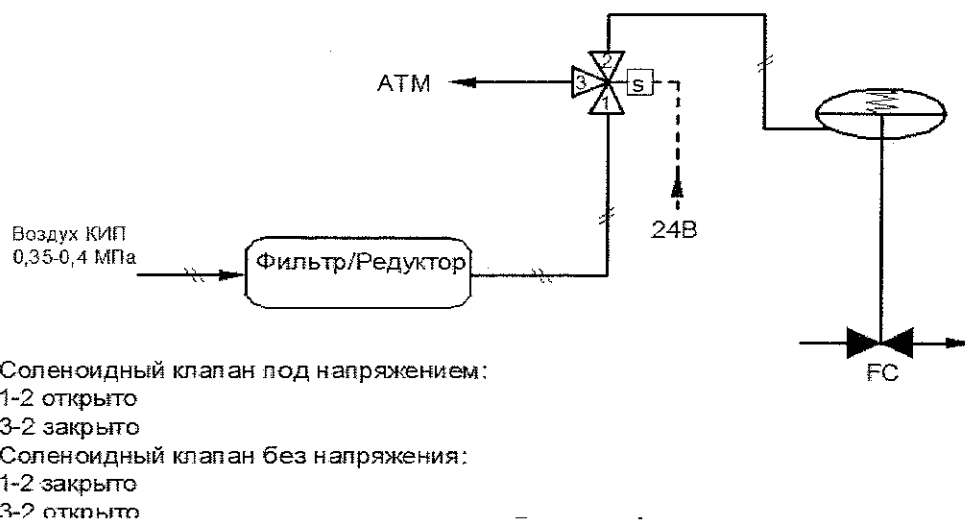 2
3
S
1
АТМ
24В
Воздух КИП
0,35-0,4 МПа
Фильтр/Редуктор
FC
Соленоидный клапан под напряжением:
1-2 открыто
3-2 закрыто
Соленоидный клапан без напряжения:
1-2 закрыто
3-2 открыто